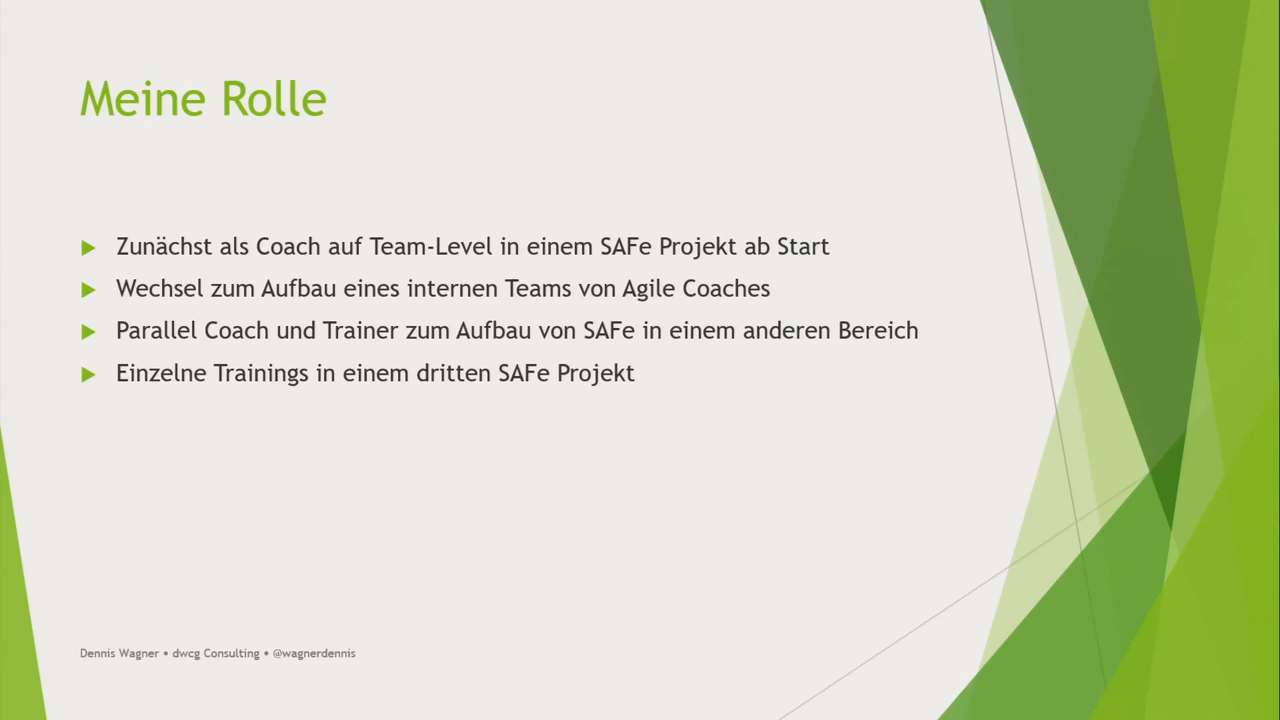 Meine Rolle
Zunächst als Coach auf Team-Level in einem SAFe Projekt ab Start
Wechsel zum Aufbau eines internen Teams von Agile Coaches
Parallel Coach und Trainer zum Aufbau von SAFe in einem anderen Bereich
Einzelne Trainings in einem dritten SAFe Projekt
Dennis Wagner • dwcg Consulting • @wagnerdennis